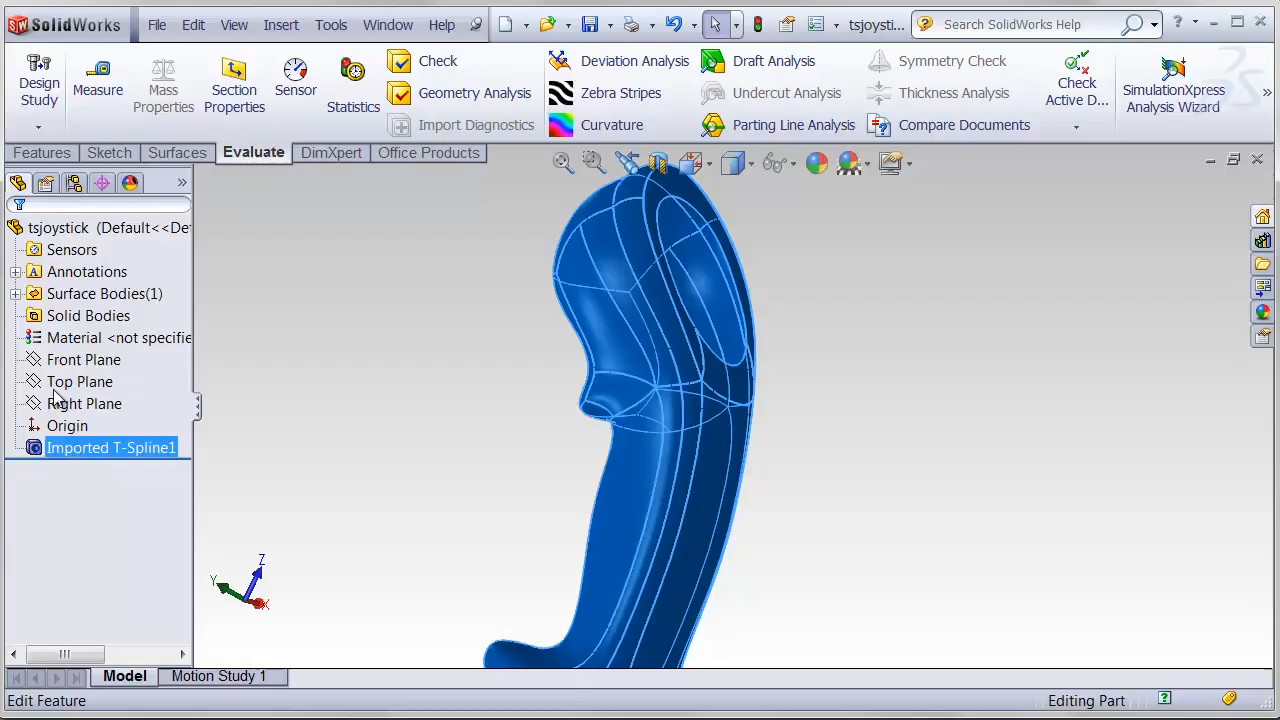 SolidWorks File Edit View Insert Tools Window Help tsjoysti... Search SolidWorks Help
Design Study
Measure
Mass Properties
Section Properties
Sensor
Statistics
Check
Geometry Analysis
Import Diagnostics
Deviation Analysis
Zebra Stripes
Curvature
Draft Analysis
Undercut Analysis
Parting Line Analysis
Symmetry Check
Thickness Analysis
Compare Documents
Check Active D...
SimulationXpress Analysis Wizard
Features Sketch Surfaces Evaluate DimXpert Office Products
tsjoystick (Default<<De
Sensors
Annotations
Surface Bodies(1)
Solid Bodies
Material <not specifie
Front Plane
Top Plane
Right Plane
Origin
Imported T-Spline1
Z
Y
X
Model Motion Study 1
Edit Feature Editing Part